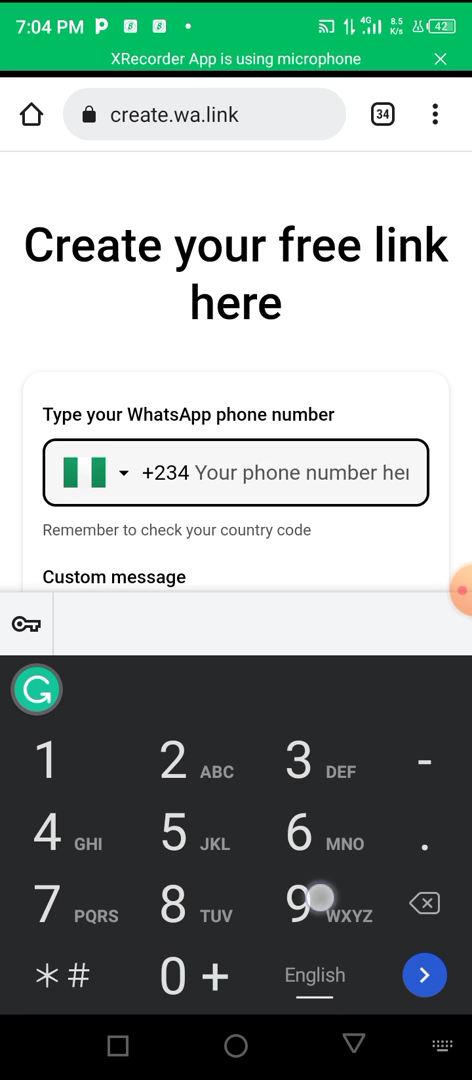 7:04 PM
4G
8.5
K/s
42
XRecorder App is using microphone
create.wa.link
34
Create your free link
here
Type your WhatsApp phone number
+234 Your phone number her
Remember to check your country code
Custom message
1 2 ABC 3 DEF -
4 GHI 5 JKL 6 MNO .
7 PQRS 8 TUV 9 WXYZ
*# 0 + English